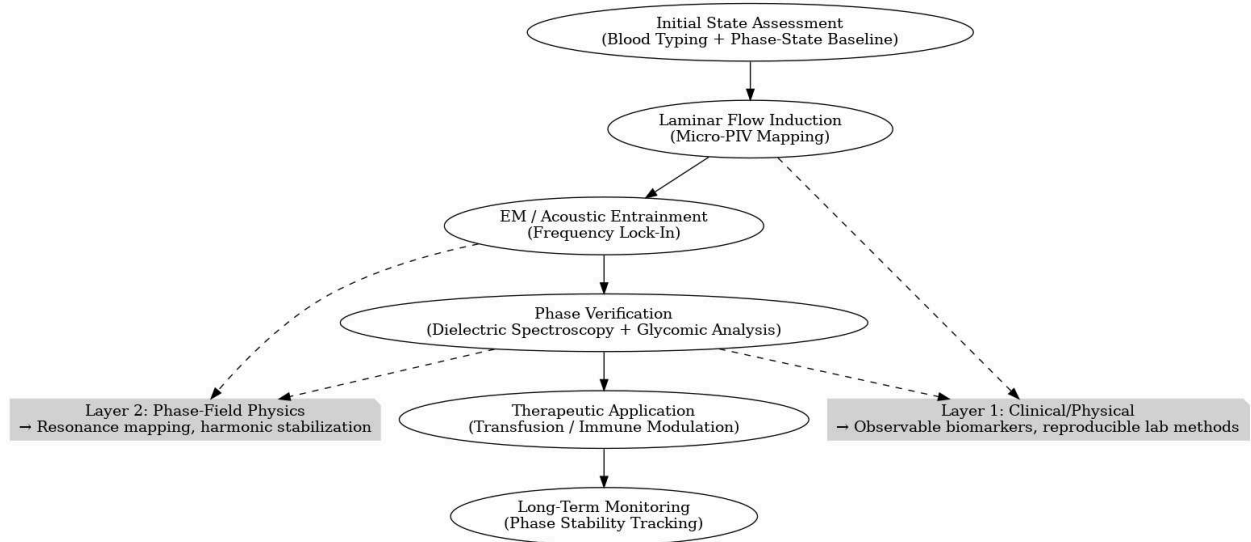 Initial State Assessment
(Blood Typing + Phase-State Baseline)
Laminar Flow Induction
(Micro-PIV Mapping)
EM / Acoustic Entrainment
(Frequency Lock-In)
Phase Verification
(Dielectric Spectroscopy + Glycomic Analysis)
Layer 2: Phase-Field Physics
→ Resonance mapping, harmonic stabilization
Therapeutic Application
(Transfusion / Immune Modulation)
Layer 1: Clinical/Physical
→ Observable biomarkers, reproducible lab methods
Long-Term Monitoring
(Phase Stability Tracking)